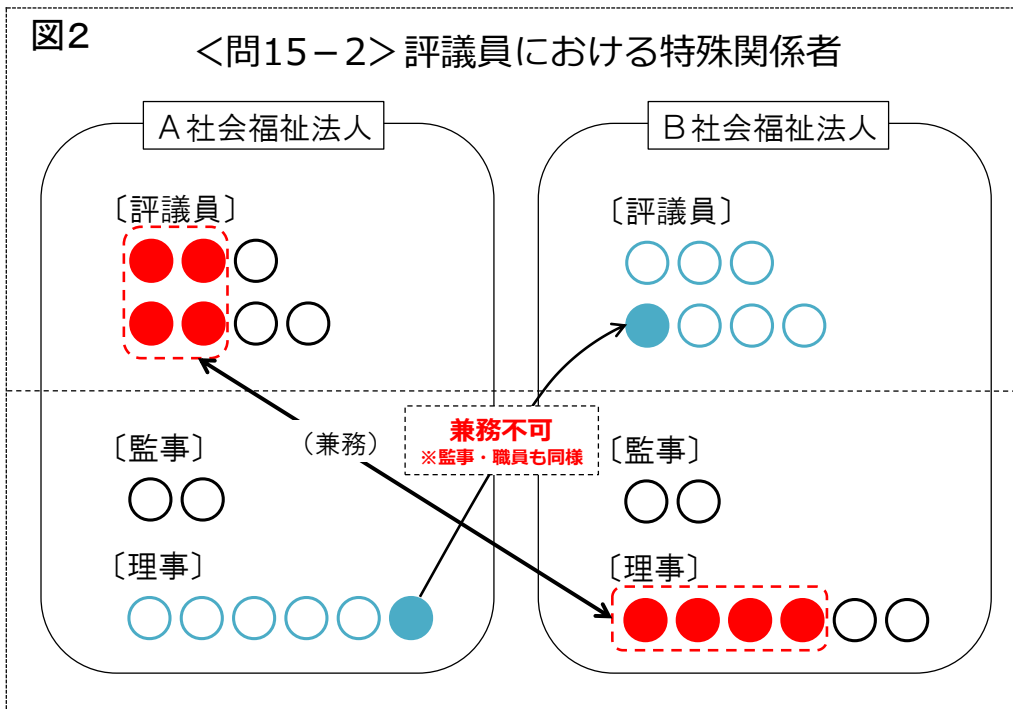 図2
<問15-2>評議員における特殊関係者
A社会福祉法人
B社会福祉法人
〔評議員〕
〔評議員〕
兼務不可
※監事・職員も同様
(兼務)
〔監事〕
〔監事〕
〔理事〕
〔理事〕